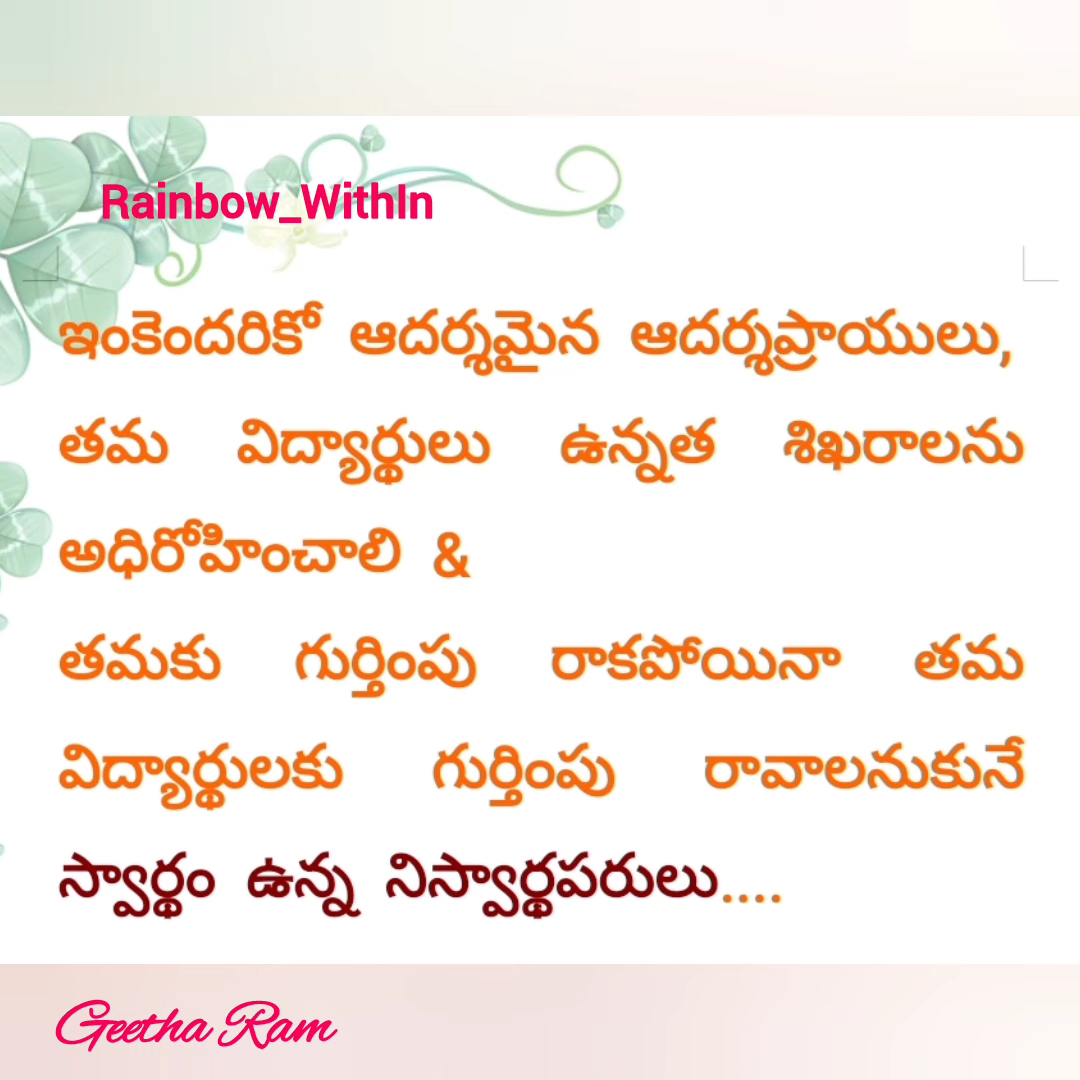 Rainbow_WithIn
ఇంకెందరికో ఆదర్శమైన ఆదర్శప్రాయులు,
తమ విద్యార్థులు ఉన్నత శిఖరాలను
అధిరోహించాలి &
తమకు గుర్తింపు రాకపోయినా తమ
విద్యార్థులకు గుర్తింపు రావాలనుకునే
స్వార్థం ఉన్న నిస్వార్థపరులు....
Geetha Ram